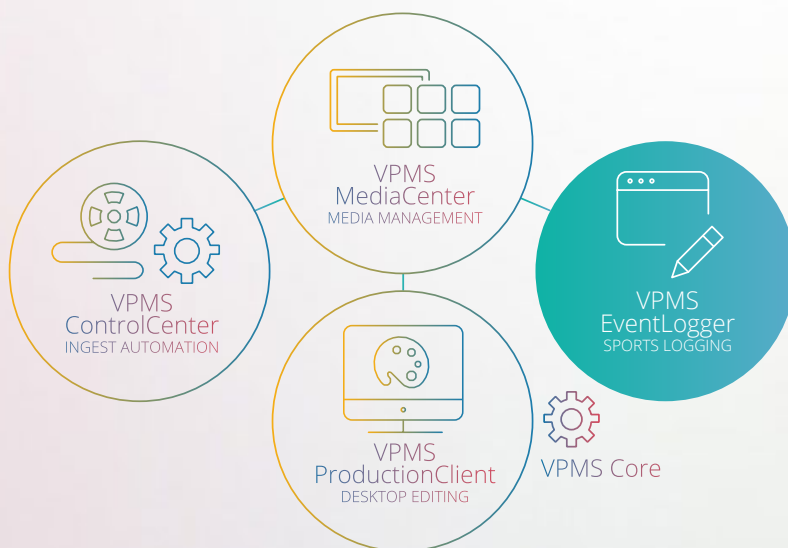 VPMS
MediaCenter
MEDIA MANAGEMENT
VPMS
ControlCenter
INGEST AUTOMATION
VPMS
EventLogger
SPORTS LOGGING
VPMS
ProductionClient
DESKTOP EDITING
VPMS Core